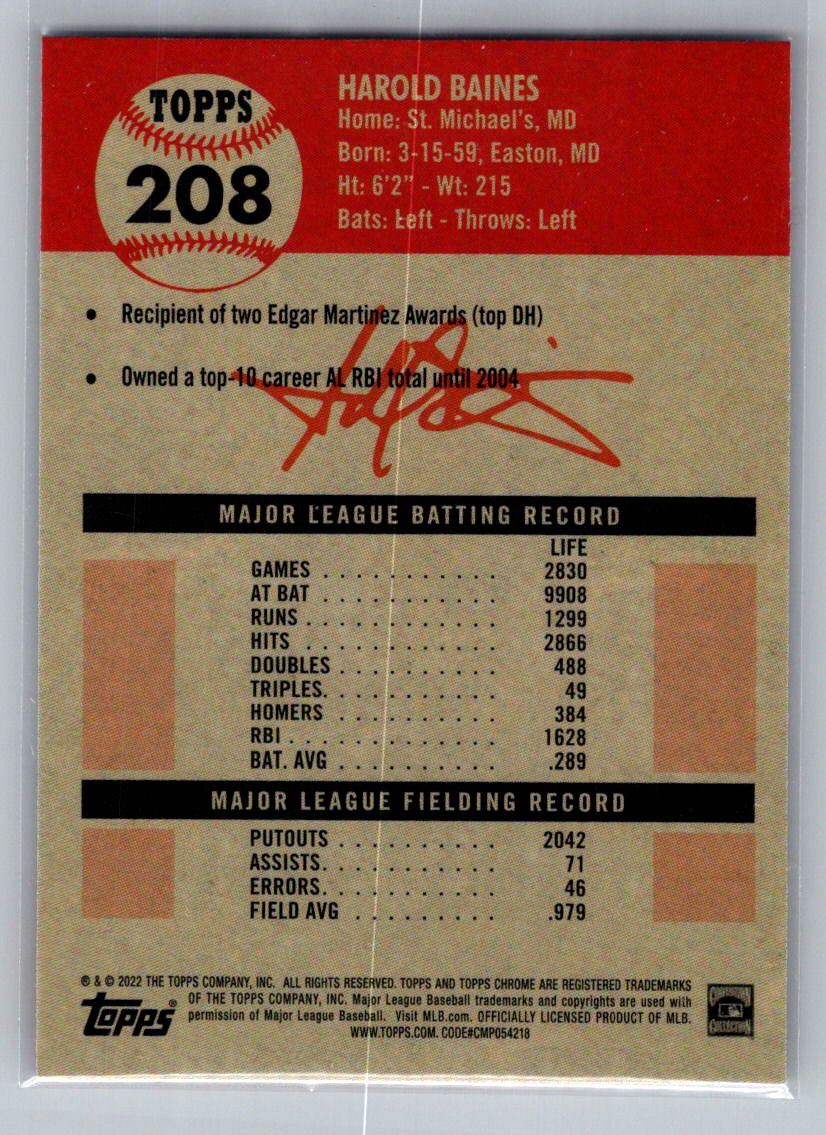 TOPPS
208
HAROLD BAINES
Home: St. Michael's, MD
Born: 3-15-59, Easton, MD
Ht: 6'2" - Wt: 215
Bats: Left - Throws: Left
• Recipient of two Edgar Martinez Awards (top DH)
• Owned a top-10 career AL RBI total until 2004
MAJOR LEAGUE BATTING RECORD
LIFE
GAMES . . . . . . . . . . . 2830
AT BAT . . . . . . . . . . . . 9908
RUNS . . . . . . . . . . . . 1299
HITS . . . . . . . . . . . . 2866
DOUBLES . . . . . . . . . . 488
TRIPLES. . . . . . . . . . . 49
HOMERS . . . . . . . . . . 384
RBI . . . . . . . . . . . . . 1628
BAT. AVG . . . . . . . . . . .289
MAJOR LEAGUE FIELDING RECORD
PUTOUTS . . . . . . . . . . 2042
ASSISTS. . . . . . . . . . . 71
ERRORS. . . . . . . . . . . 46
FIELD AVG . . . . . . . . . .979
® & © 2022 THE TOPPS COMPANY, INC. ALL RIGHTS RESERVED. TOPPS AND TOPPS CHROME ARE REGISTERED TRADEMARKS
OF THE TOPPS COMPANY, INC. Major League Baseball trademarks and copyrights are used with
permission of Major League Baseball. Visit MLB.com. OFFICIALLY LICENSED PRODUCT OF MLB.
WWW.TOPPS.COM. CODE#CMP054218
topps®
COOPERSTOWN
COLLECTION